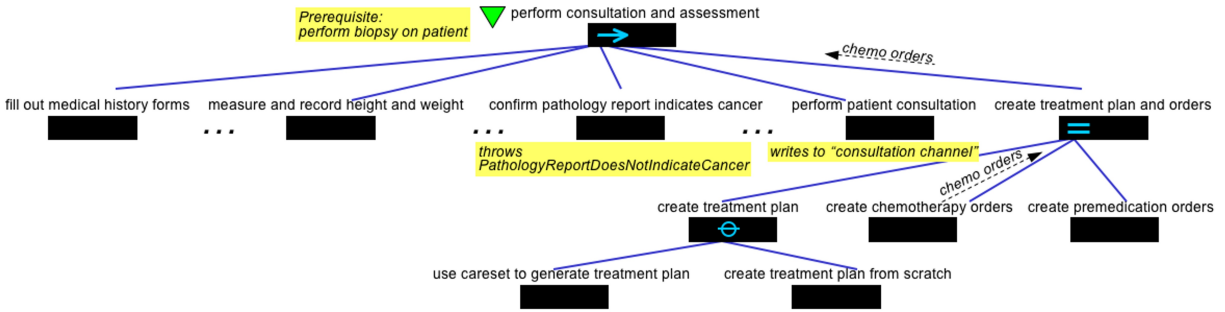 Prerequisite:
perform biopsy on patient
perform consultation and assessment
chemo orders
fill out medical history forms
measure and record height and weight
confirm pathology report indicates cancer
perform patient consultation
create treatment plan and orders
...
...
...
throws
PathologyReportDoesNotIndicateCancer
writes to “consultation channel”
chemo orders
create treatment plan
create chemotherapy orders
create premedication orders
use careset to generate treatment plan
create treatment plan from scratch